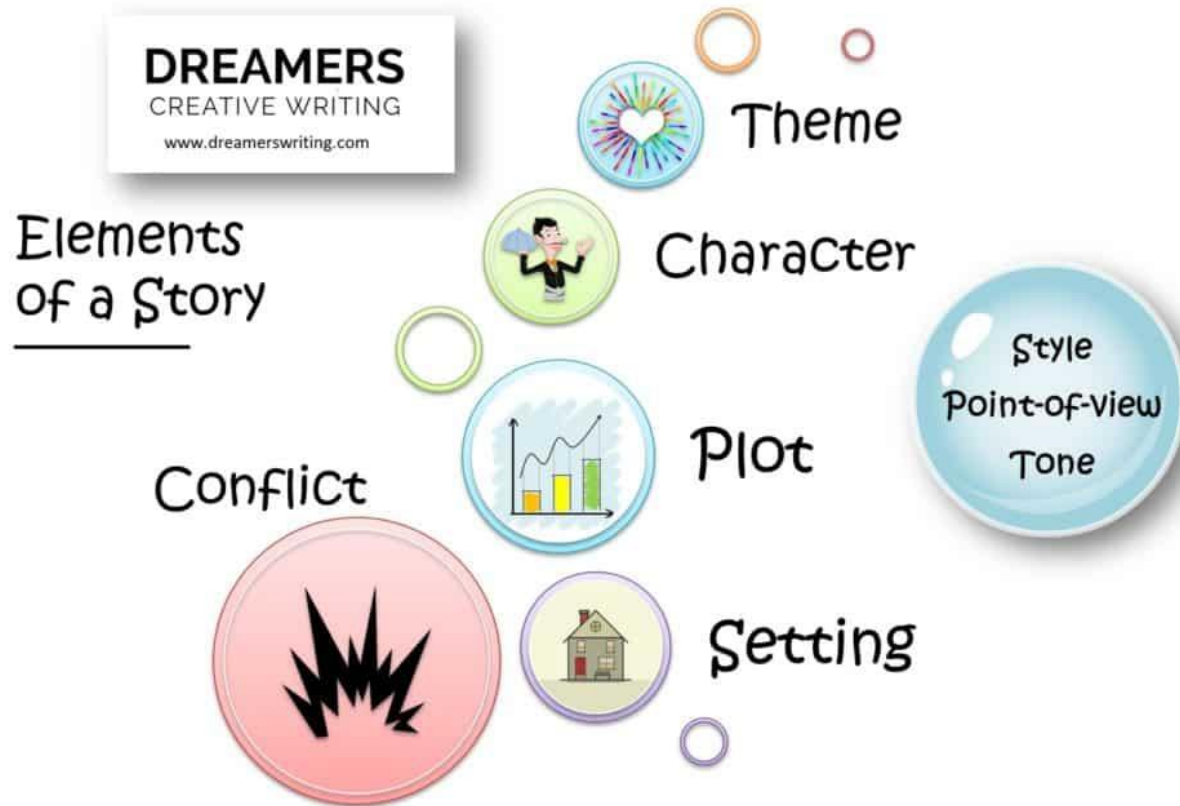 DREAMERS
CREATIVE WRITING
www.dreamerswriting.com
Elements
of a Story
Theme
Character
Plot
Conflict
Setting
Style
Point-of-view
Tone